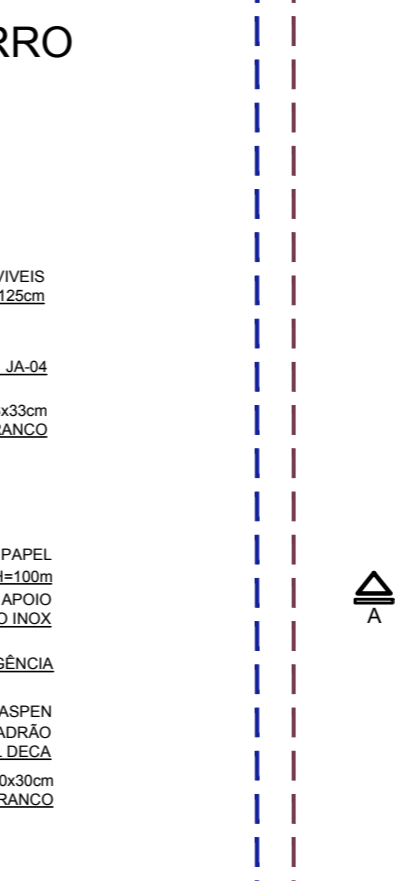 RRO
VIVEIS
125cm
JA-04
x33cm
RANCO
PAPEL
H=100m
APOIO
O INOX
GÊNCIA
A
ASPEN
ADRÃO
L DECA
0x30cm
RANCO